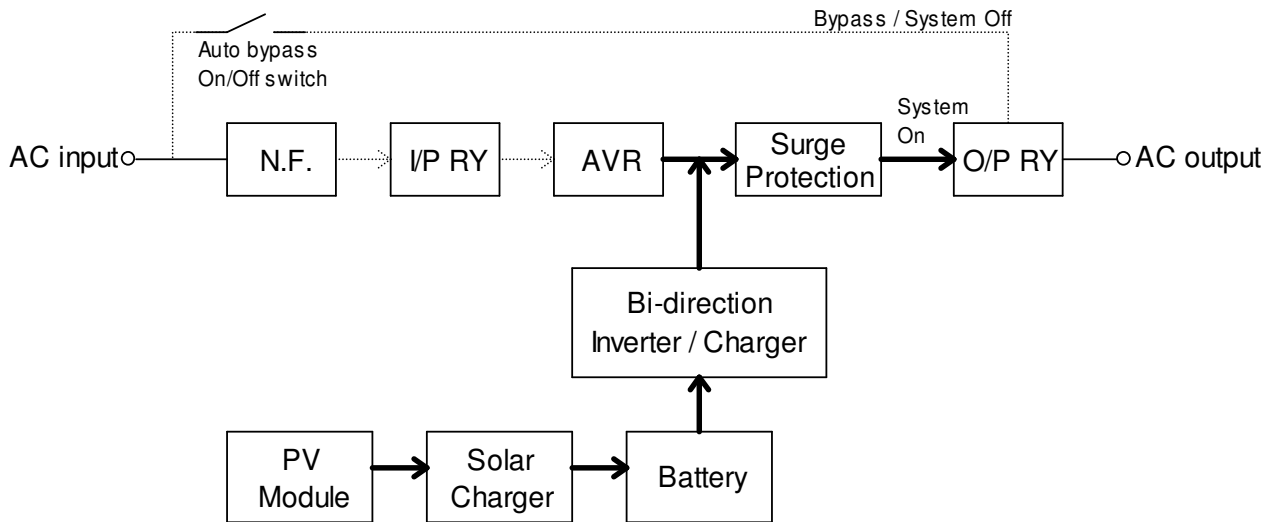 Bypass / System Off
Auto bypass
On/Off switch
System
On
AC input
N.F.
I/P RY
AVR
Surge
Protection
O/P RY
AC output
Bi-direction
Inverter / Charger
PV
Module
Solar
Charger
Battery